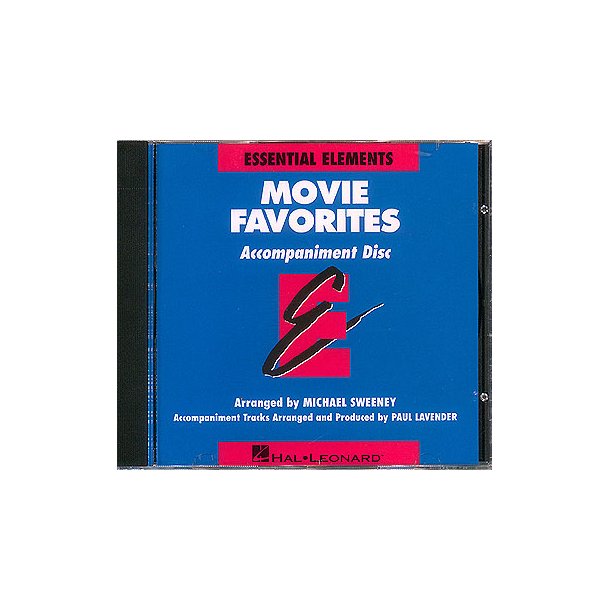 ESSENTIAL ELEMENTS
MOVIE
FAVORITES
Accompaniment Disc
E
Arranged by MICHAEL SWEENEY
Accompaniment Tracks Arranged and Produced by PAUL LAVENDER
HAL•LEONARD